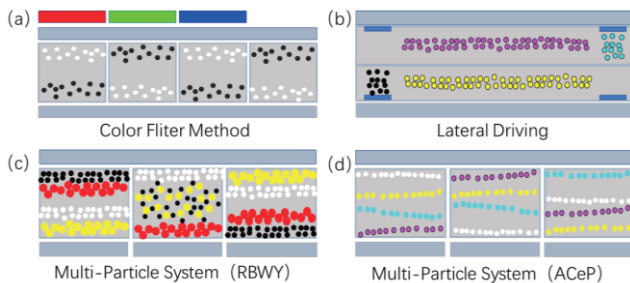 (a)
(b)
Color Fliter Method
Lateral Driving
(c)
(d)
Multi-Particle System (RBWY)
Multi-Particle System (ACeP)